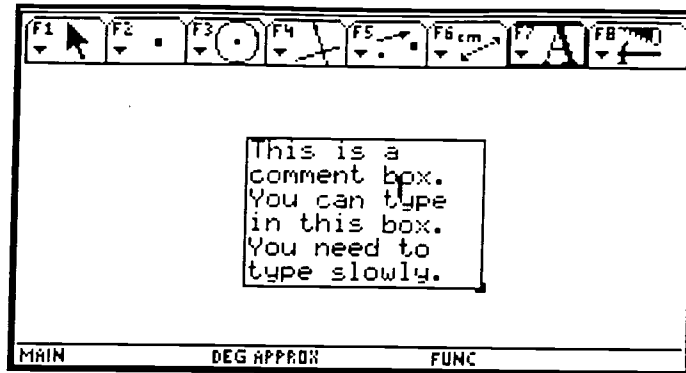 F1 F2 F3 F4 F5 F6 cm F7 A F8
This is a
comment box.
You can type
in this box.
You need to
type slowly.
MAIN DEG APPROX FUNC